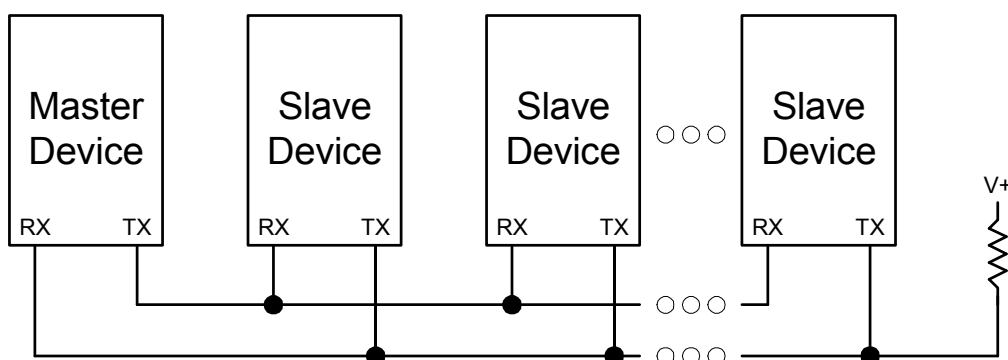 Master
Device
Slave
Device
Slave
Device
Slave
Device
V+
RX TX
RX TX
RX TX
RX TX